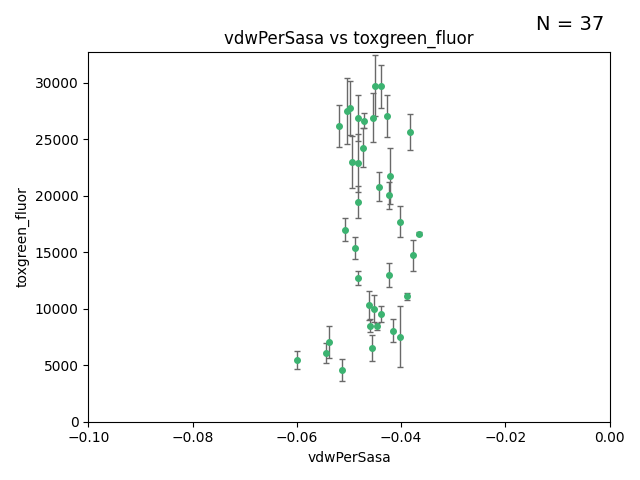 N = 37
vdwPerSasa vs toxgreen_fluor
toxgreen_fluor
30000
25000
20000
15000
10000
5000
0
−0.10 −0.08 −0.06 −0.04 −0.02 0.00
vdwPerSasa